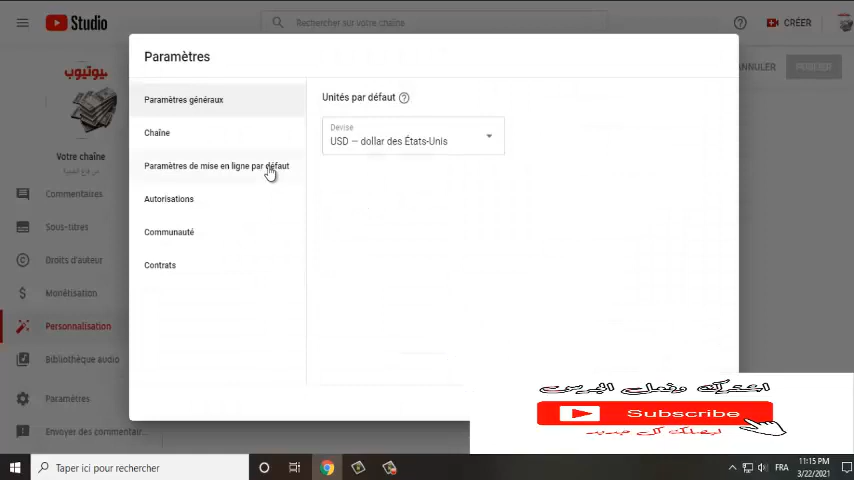 Studio
Rechercher sur votre chaîne
CRÉER
Paramètres
ANNULER
PUBLIER
يوتيوب
Paramètres généraux
Unités par défaut
Devise
USD — dollar des États-Unis
Chaîne
Votre chaîne
Paramètres de mise en ligne par défaut
Commentaires
Autorisations
Sous-titres
Communauté
Droits d'auteur
Contrats
Monétisation
Personnalisation
Bibliothèque audio
Paramètres
Subscribe
Envoyer des commentar...
Taper ici pour rechercher
FRA
11:15 PM
3/22/2021